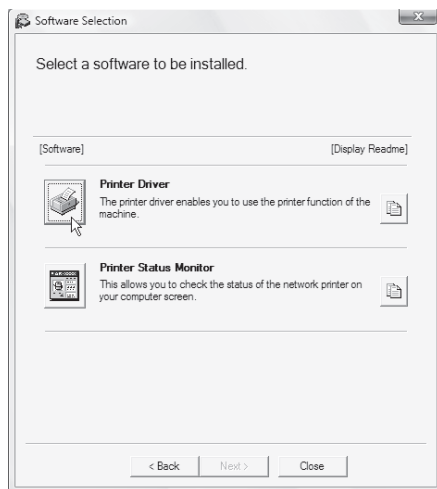 Software Selection
Select a software to be installed.
[Software] [Display Readme]
Printer Driver
The printer driver enables you to use the printer function of the
machine.
Printer Status Monitor
This allows you to check the status of the network printer on
your computer screen.
< Back Next > Close